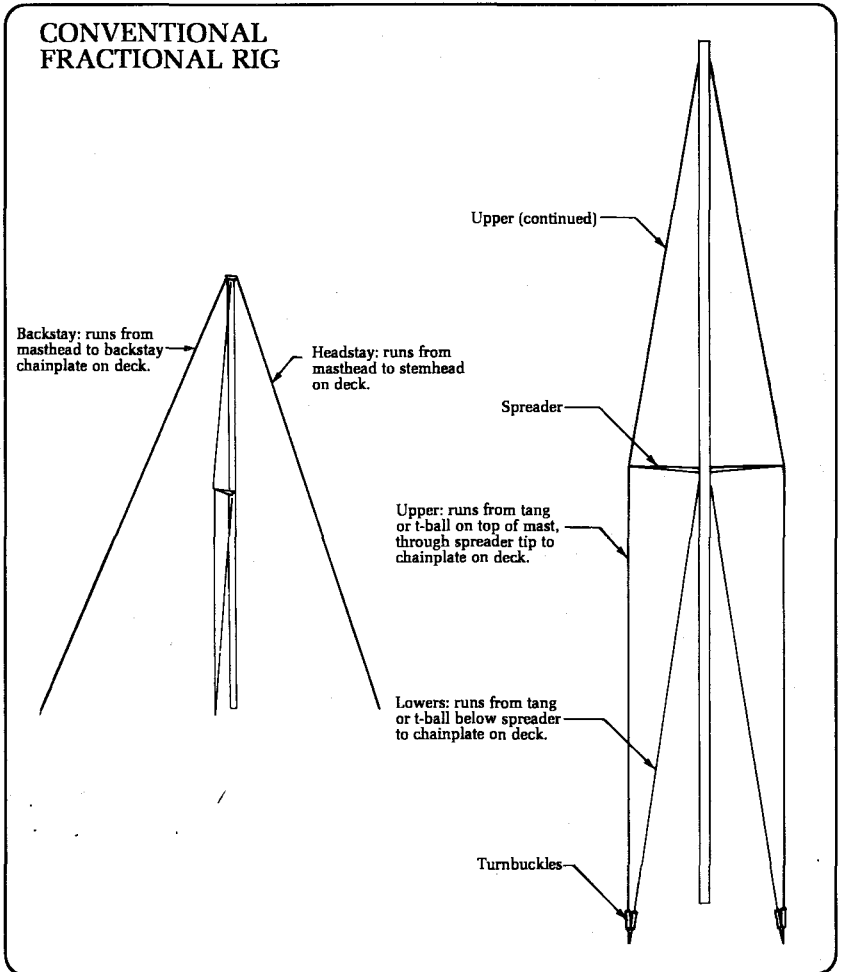 CONVENTIONAL
FRACTIONAL RIG
Backstay: runs from
masthead to backstay
chainplate on deck.
Headstay: runs from
masthead to stemhead
on deck.
Upper (continued)
Spreader
Upper: runs from tang
or t-ball on top of mast,
through spreader tip to
chainplate on deck.
Lowers: runs from tang
or t-ball below spreader
to chainplate on deck.
Turnbuckles